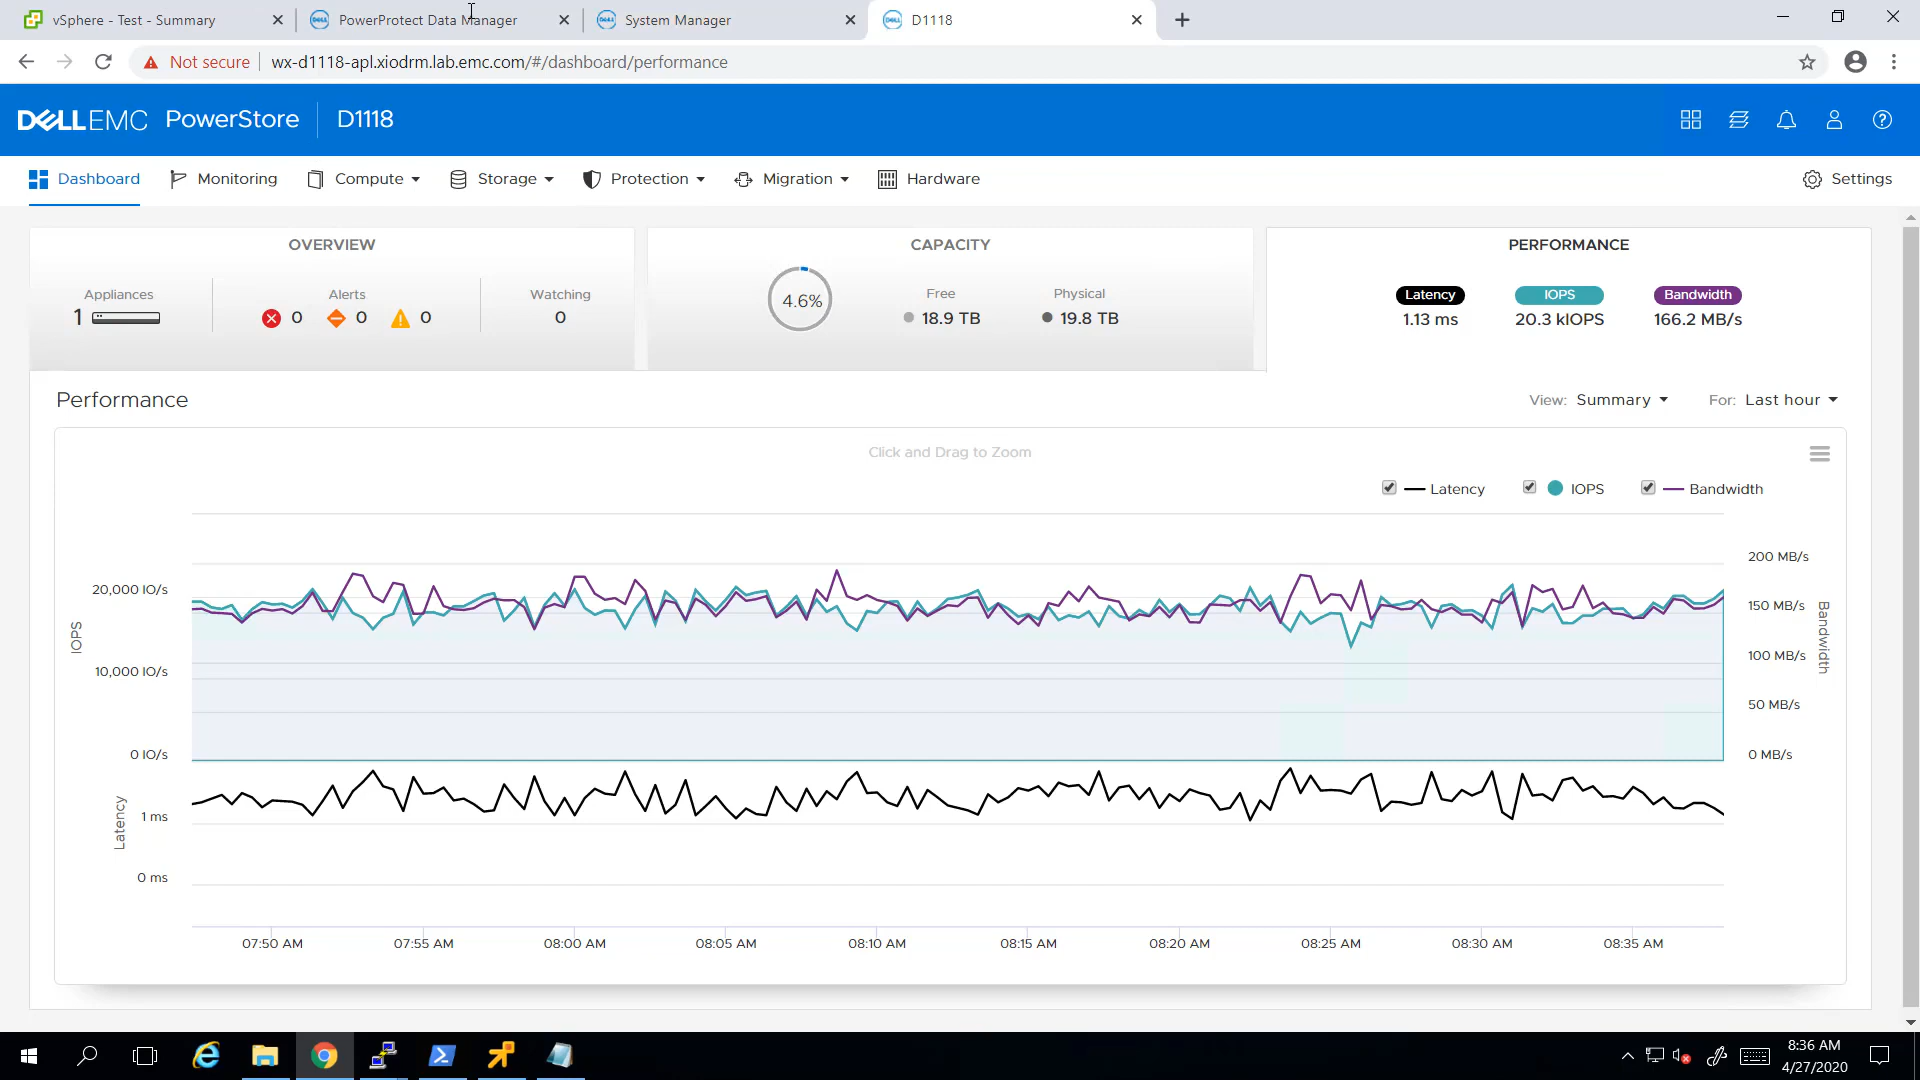 vSphere - Test - Summary
PowerProtect Data Manager
System Manager
D1118
Not secure
wx-d1118-apl.xiodrm.lab.emc.com/#/dashboard/performance
DELLEMC PowerStore D1118
Dashboard
Monitoring
Compute
Storage
Protection
Migration
Hardware
Settings
OVERVIEW
Appliances
1
Alerts
0 0 0
Watching
0
CAPACITY
4.6%
Free
18.9 TB
Physical
19.8 TB
PERFORMANCE
Latency
1.13 ms
IOPS
20.3 kIOPS
Bandwidth
166.2 MB/s
Performance
View: Summary
For: Last hour
Click and Drag to Zoom
Latency
IOPS
Bandwidth
IOPS
20,000 IO/s
10,000 IO/s
0 IO/s
200 MB/s
150 MB/s
100 MB/s
50 MB/s
0 MB/s
Bandwidth
Latency
1 ms
0 ms
07:50 AM 07:55 AM 08:00 AM 08:05 AM 08:10 AM 08:15 AM 08:20 AM 08:25 AM 08:30 AM 08:35 AM
8:36 AM
4/27/2020